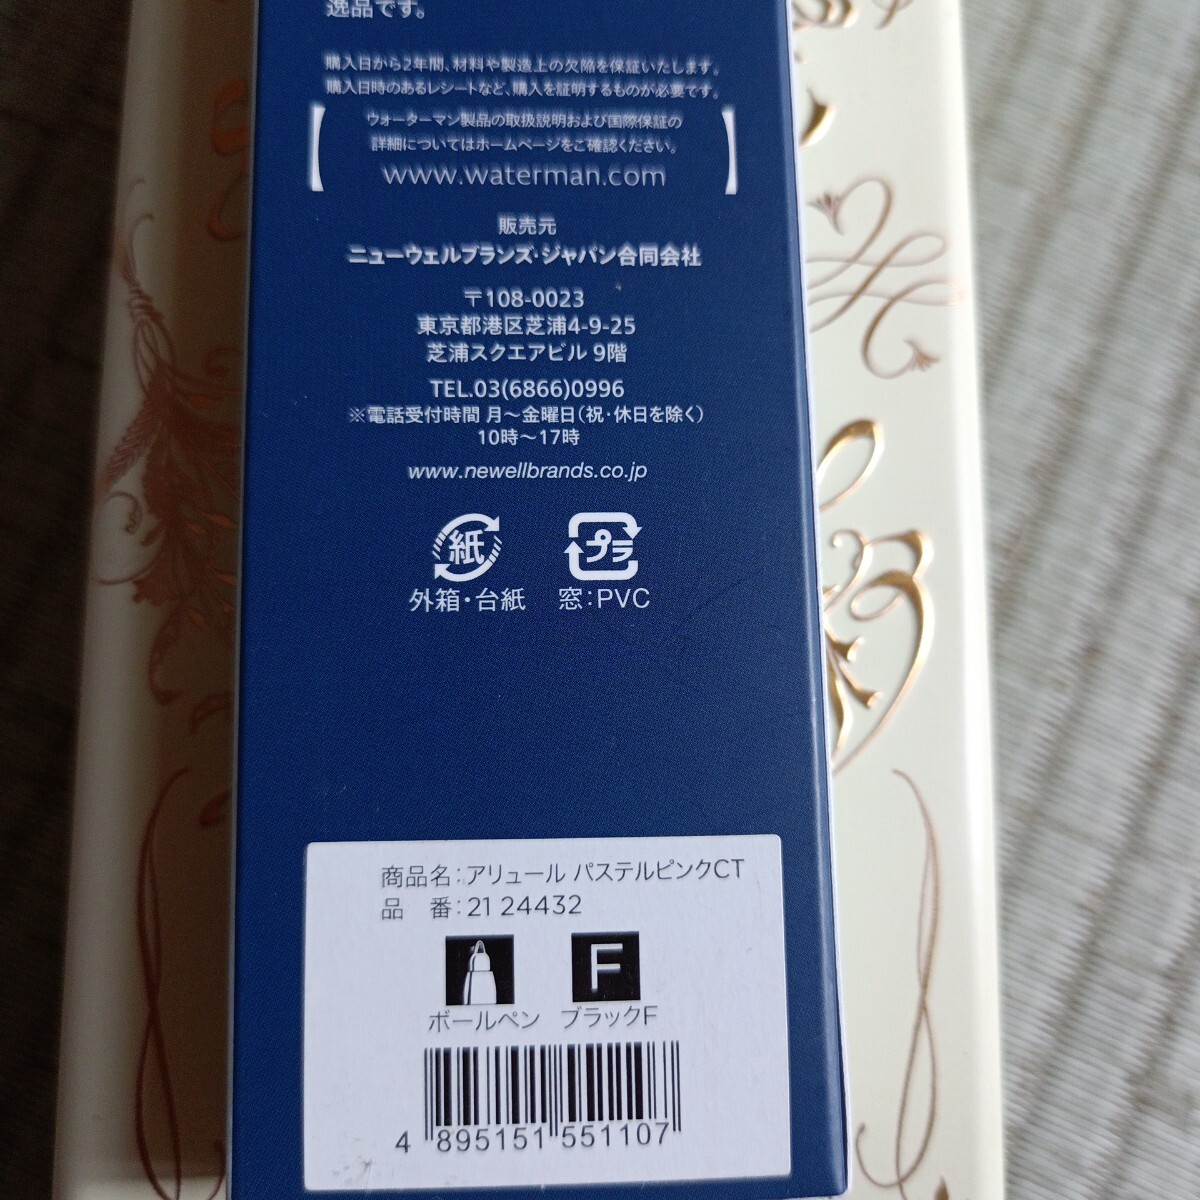 逸品です。
購入日から2年間、材料や製造上の欠陥を保証いたします。
購入日時のあるレシートなど、購入を証明するものが必要です。
ウォーターマン製品の取扱説明および国際保証の
詳細についてはホームページをご確認ください。
www.waterman.com
販売元
ニューウェルブランズ・ジャパン合同会社
〒108-0023
東京都港区芝浦4-9-25
芝浦スクエアビル 9階
TEL.03(6866)0996
※電話受付時間 月～金曜日（祝・休日を除く）
10時～17時
www.newellbrands.co.jp
紙 プラ
外箱・台紙 窓：PVC
商品名：アリュール パステルピンクCT
品　番：21 24432
F
ボールペン ブラックF
4 895151 551107